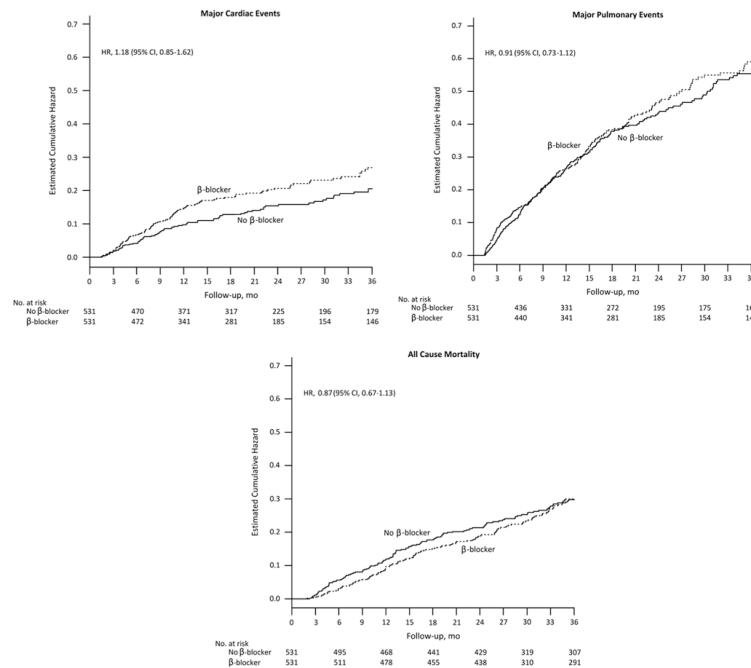 Major Cardiac Events
HR, 1.18 (95% CI, 0.85-1.62)
Estimated Cumulative Hazard
0.7
0.6
0.5
0.4
0.3
0.2
0.1
0.0
β-blocker
No β-blocker
0 3 6 9 12 15 18 21 24 27 30 33 36
Follow-up, mo
No. at risk
No β-blocker 531 470 371 317 225 196 179
β-blocker 531 472 341 281 185 154 146
Major Pulmonary Events
HR, 0.91 (95% CI, 0.73-1.12)
Estimated Cumulative Hazard
0.7
0.6
0.5
0.4
0.3
0.2
0.1
0.0
No β-blocker
β-blocker
0 3 6 9 12 15 18 21 24 27 30 33
Follow-up, mo
No. at risk
No β-blocker 531 436 331 272 195 175
β-blocker 531 440 341 281 185 154
All Cause Mortality
HR, 0.87 (95% CI, 0.67-1.13)
Estimated Cumulative Hazard
0.7
0.6
0.5
0.4
0.3
0.2
0.1
0.0
No β-blocker
β-blocker
0 3 6 9 12 15 18 21 24 27 30 33 36
Follow-up, mo
No. at risk
No β-blocker 531 495 468 441 429 319 307
β-blocker 531 511 478 455 438 310 291